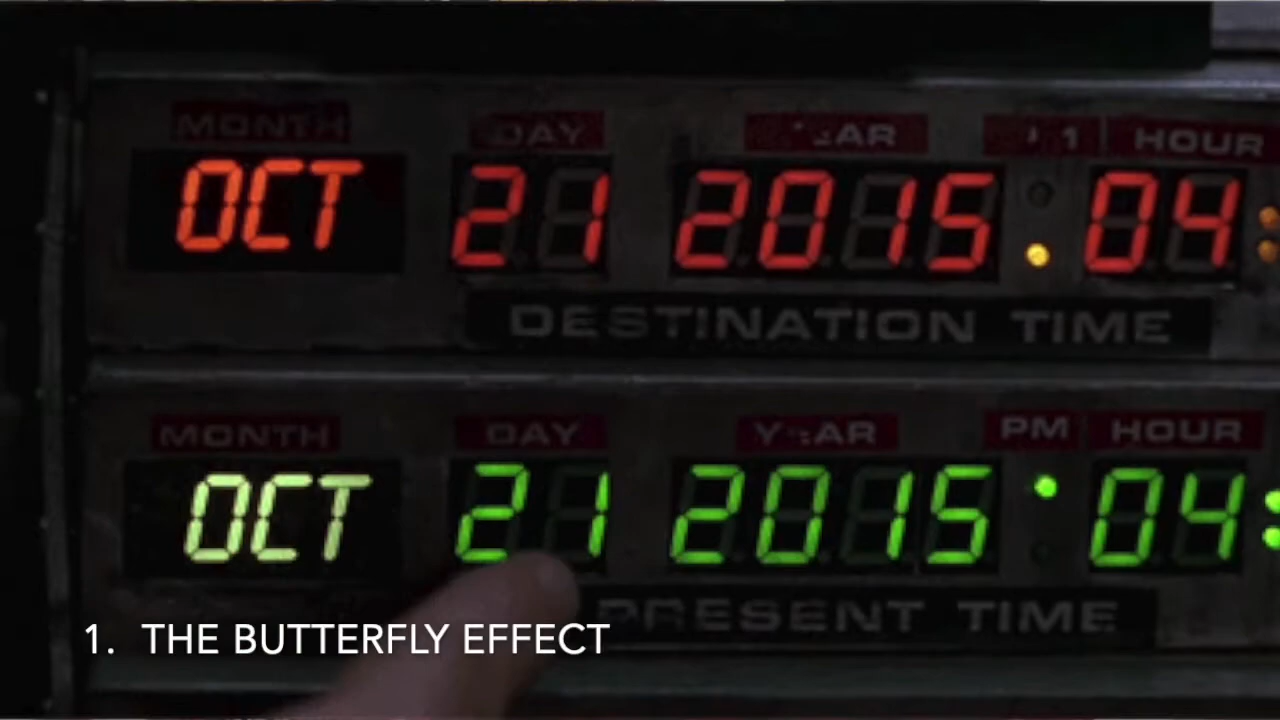 MONTH DAY HOUR
OCT 21 2015 04:
DESTINATION TIME
MONTH DAY YEAR PM HOUR
OCT 21 2015 04:
PRESENT TIME
1. THE BUTTERFLY EFFECT